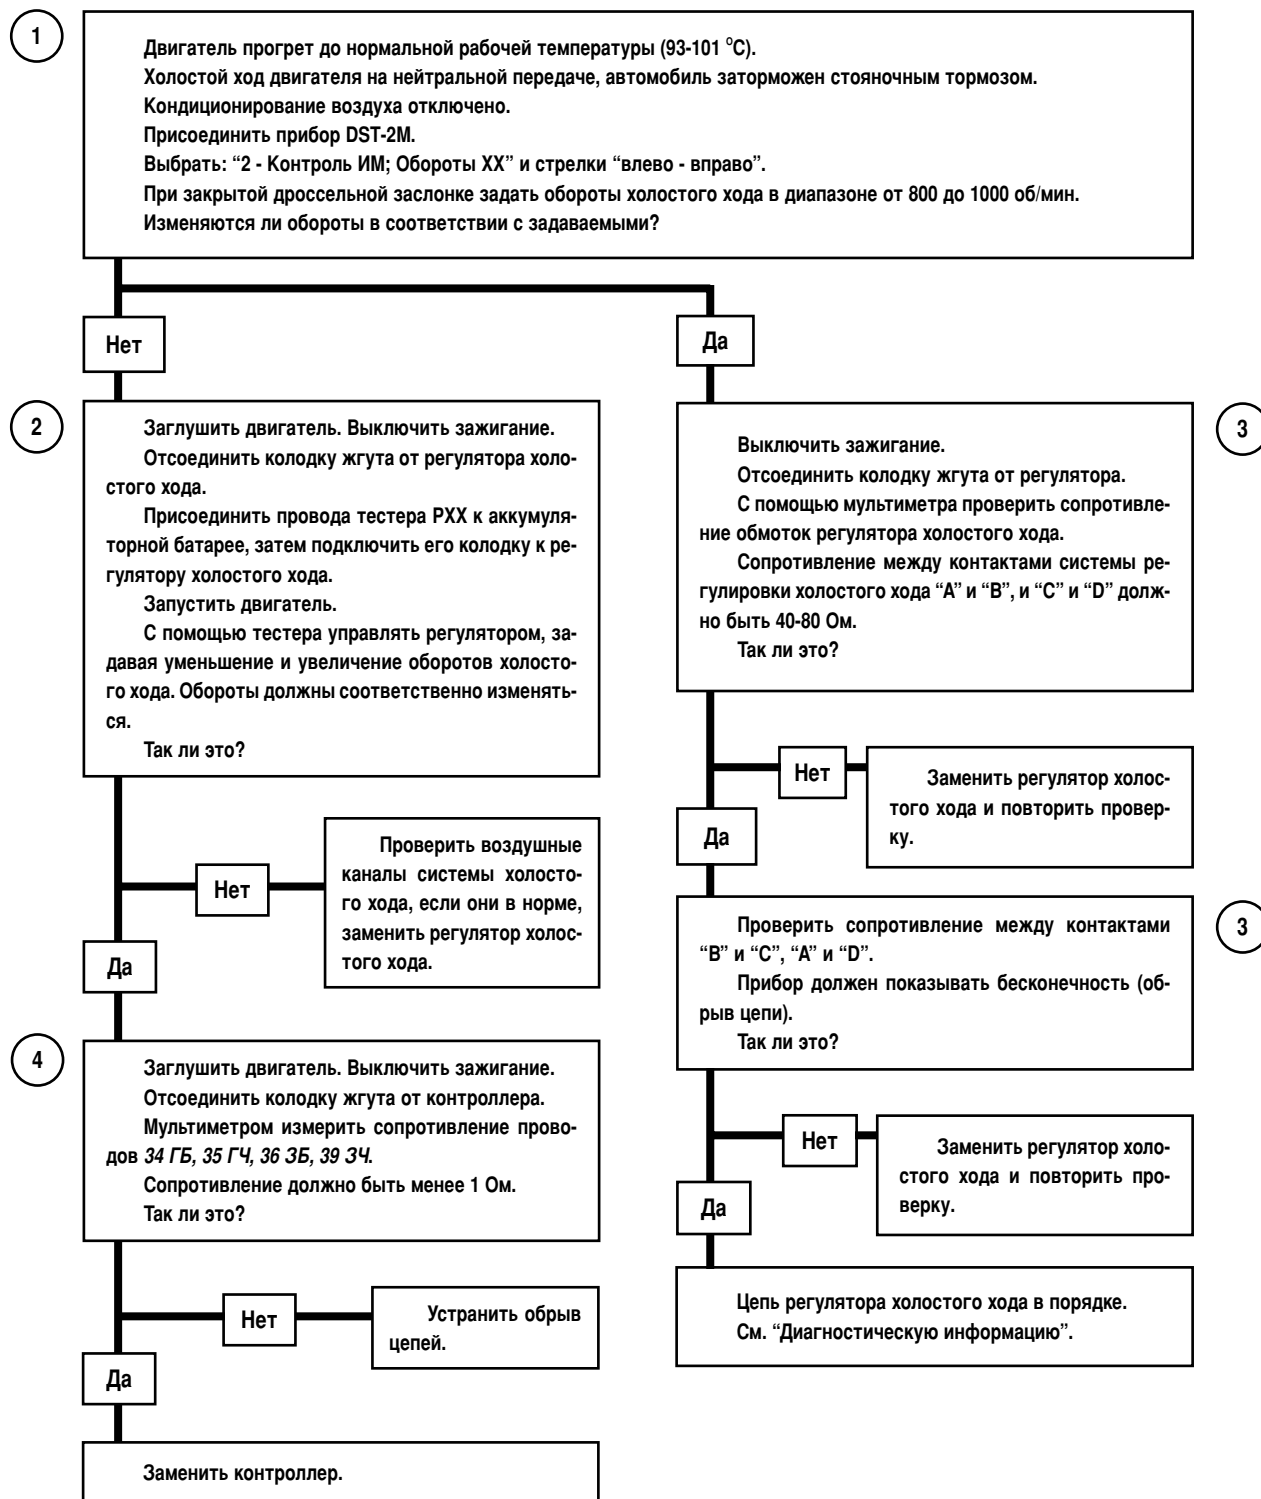 1
Двигатель прогрет до нормальной рабочей температуры (93-101 °С).
Холостой ход двигателя на нейтральной передаче, автомобиль заторможен стояночным тормозом.
Кондиционирование воздуха отключено.
Присоединить прибор DST-2M.
Выбрать: “2 - Контроль ИМ; Обороты ХХ” и стрелки “влево - вправо”.
При закрытой дроссельной заслонке задать обороты холостого хода в диапазоне от 800 до 1000 об/мин.
Изменяются ли обороты в соответствии с задаваемыми?
Нет
Да
2
Заглушить двигатель. Выключить зажигание.
Отсоединить колодку жгута от регулятора холо-
стого хода.
Присоединить провода тестера РХХ к аккумуля-
торной батарее, затем подключить его колодку к ре-
гулятору холостого хода.
Запустить двигатель.
С помощью тестера управлять регулятором, за-
давая уменьшение и увеличение оборотов холосто-
го хода. Обороты должны соответственно изменять-
ся.
Так ли это?
Нет
Проверить воздушные
каналы системы холосто-
го хода, если они в норме,
заменить регулятор холос-
того хода.
Да
4
Заглушить двигатель. Выключить зажигание.
Отсоединить колодку жгута от контроллера.
Мультиметром измерить сопротивление прово-
дов 34 ГБ, 35 ГЧ, 36 ЗБ, 39 ЗЧ.
Сопротивление должно быть менее 1 Ом.
Так ли это?
Нет
Устранить обрыв
цепей.
Да
Заменить контроллер.
3
Выключить зажигание.
Отсоединить колодку жгута от регулятора.
С помощью мультиметра проверить сопротивле-
ние обмоток регулятора холостого хода.
Сопротивление между контактами системы ре-
гулировки холостого хода “А” и “В”, и “С” и “D” долж-
но быть 40-80 Ом.
Так ли это?
Нет
Заменить регулятор холос-
того хода и повторить провер-
ку.
Да
3
Проверить сопротивление между контактами
“В” и “С”, “А” и “D”.
Прибор должен показывать бесконечность (об-
рыв цепи).
Так ли это?
Нет
Заменить регулятор холо-
стого хода и повторить про-
верку.
Да
Цепь регулятора холостого хода в порядке.
См. “Диагностическую информацию”.